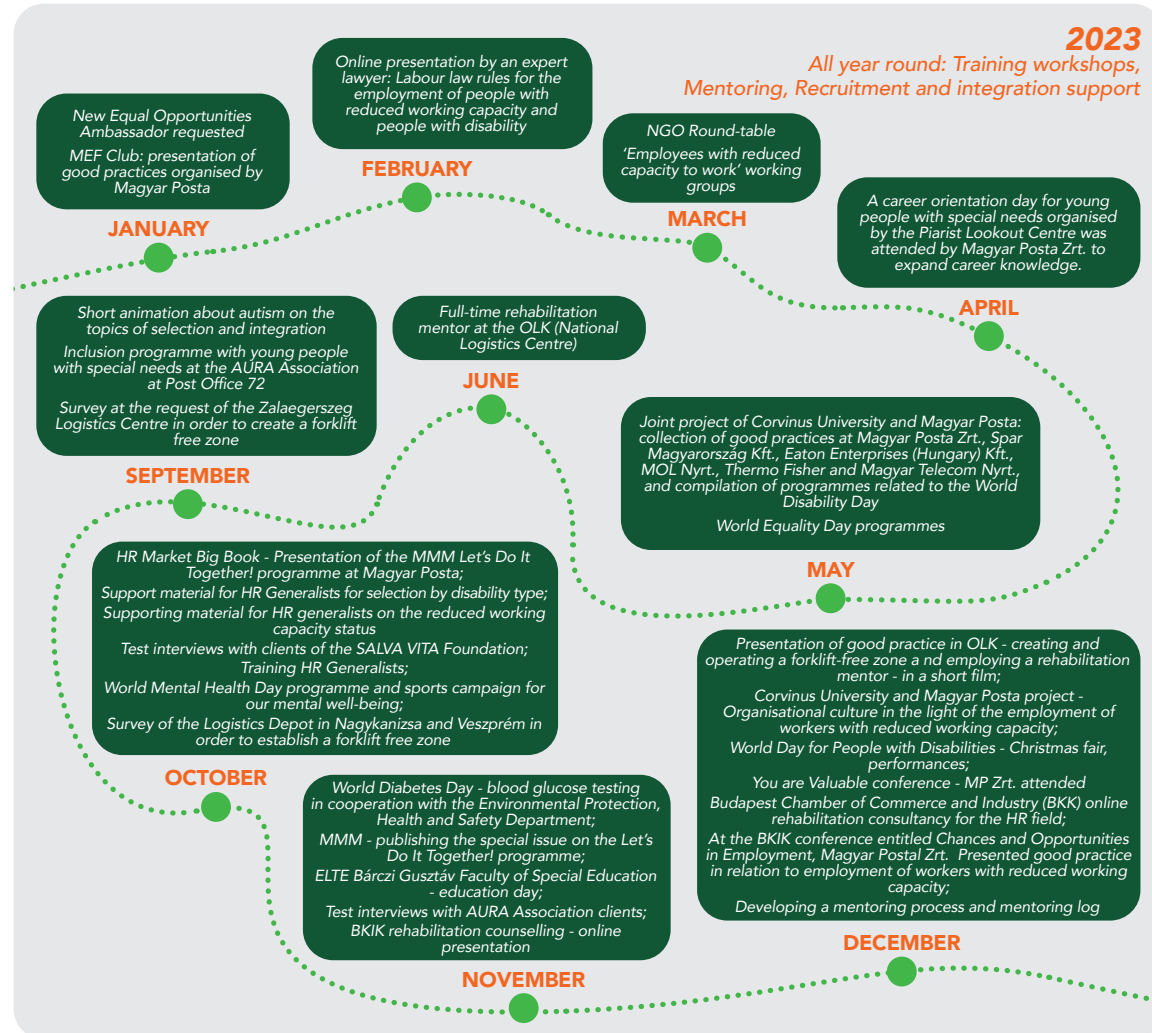 2023
All year round: Training workshops,
Mentoring, Recruitment and integration support
New Equal Opportunities
Ambassador requested
MEF Club: presentation of
good practices organised by
Magyar Posta
JANUARY
Online presentation by an expert
lawyer: Labour law rules for the
employment of people with
reduced working capacity and
people with disability
FEBRUARY
NGO Round-table
‘Employees with reduced
capacity to work’ working
groups
MARCH
A career orientation day for young
people with special needs organised
by the Piarist Lookout Centre was
attended by Magyar Posta Zrt. to
expand career knowledge.
APRIL
Joint project of Corvinus University and Magyar Posta:
collection of good practices at Magyar Posta Zrt., Spar
Magyarország Kft., Eaton Enterprises (Hungary) Kft.,
MOL Nyrt., Thermo Fisher and Magyar Telecom Nyrt.,
and compilation of programmes related to the World
Disability Day
World Equality Day programmes
MAY
Full-time rehabilitation
mentor at the OLK (National
Logistics Centre)
JUNE
Short animation about autism on the
topics of selection and integration
Inclusion programme with young people
with special needs at the AURA Association
at Post Office 72
Survey at the request of the Zalaegerszeg
Logistics Centre in order to create a forklift
free zone
SEPTEMBER
HR Market Big Book - Presentation of the MMM Let’s Do It
Together! programme at Magyar Posta;
Support material for HR Generalists for selection by disability type;
Supporting material for HR generalists on the reduced working
capacity status
Test interviews with clients of the SALVA VITA Foundation;
Training HR Generalists;
World Mental Health Day programme and sports campaign for
our mental well-being;
Survey of the Logistics Depot in Nagykanizsa and Veszprém in
order to establish a forklift free zone
OCTOBER
World Diabetes Day - blood glucose testing
in cooperation with the Environmental Protection,
Health and Safety Department;
MMM - publishing the special issue on the Let’s
Do It Together! programme;
ELTE Bárczi Gusztáv Faculty of Special Education
- education day;
Test interviews with AURA Association clients;
BKIK rehabilitation counselling - online
presentation
NOVEMBER
Presentation of good practice in OLK - creating and
operating a forklift-free zone a nd employing a rehabilitation
mentor - in a short film;
Corvinus University and Magyar Posta project -
Organisational culture in the light of the employment of
workers with reduced working capacity;
World Day for People with Disabilities - Christmas fair,
performances;
You are Valuable conference - MP Zrt. attended
Budapest Chamber of Commerce and Industry (BKK) online
rehabilitation consultancy for the HR field;
At the BKIK conference entitled Chances and Opportunities
in Employment, Magyar Postal Zrt. Presented good practice
in relation to employment of workers with reduced working
capacity;
Developing a mentoring process and mentoring log
DECEMBER